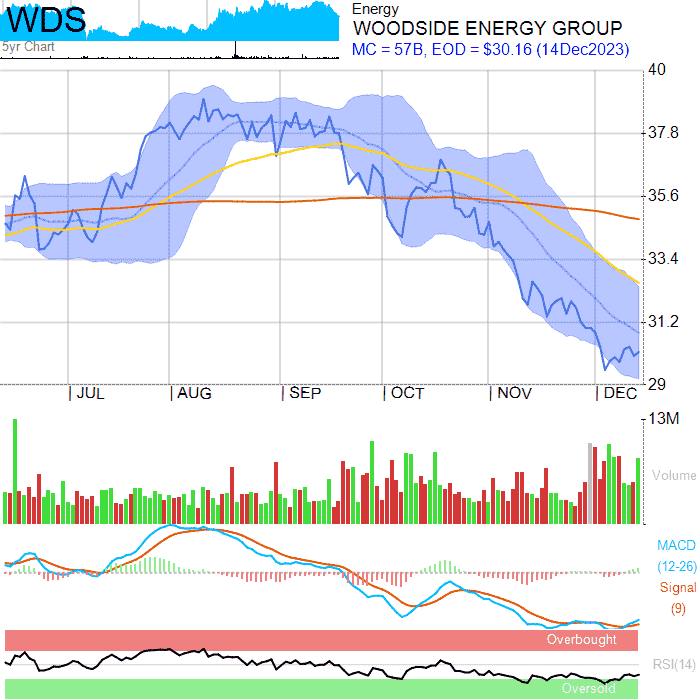 WDS
5yr Chart
Energy
WOODSIDE ENERGY GROUP
MC = 57B, EOD = $30.16 (14Dec2023)
40
37.8
35.6
33.4
31.2
29
JUL AUG SEP OCT NOV DEC
13M
Volume
MACD
(12-26)
Signal
(9)
Overbought
RSI(14)
Oversold